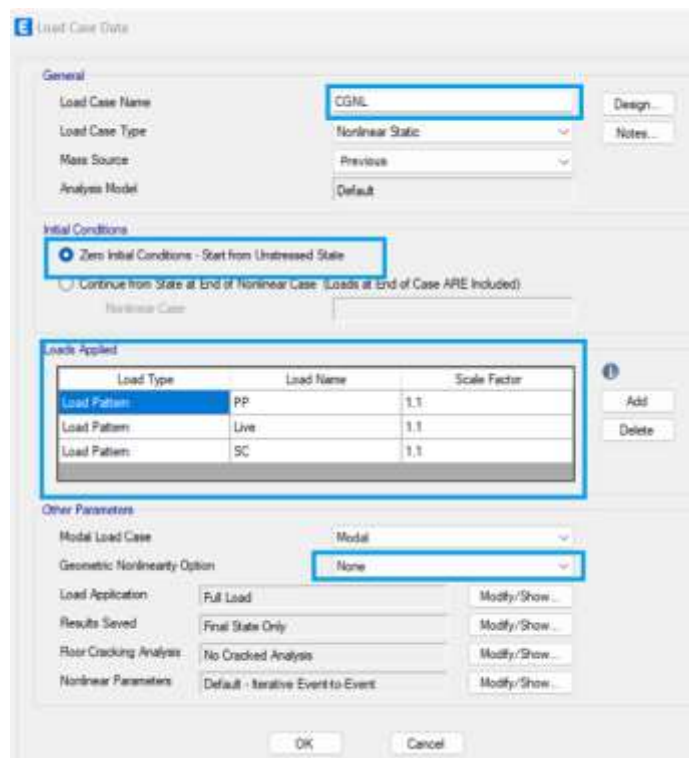 E Load Case Data
General
Load Case Name CGNL Design...
Load Case Type Nonlinear Static Notes...
Mass Source Previous
Analysis Model Default
Initial Conditions
Zero Initial Conditions - Start from Unstressed State
Continue from State at End of Nonlinear Case (Loads at End of Case ARE Included)
Nonlinear Case
Loads Applied
Load Type Load Name Scale Factor
Load Pattern PP 1.1 Add
Load Pattern Live 1.1 Delete
Load Pattern SC 1.1
Other Parameters
Modal Load Case Modal
Geometric Nonlinearity Option None
Load Application Full Load Modify/Show...
Results Saved Final State Only Modify/Show...
Floor Cracking Analysis No Cracked Analysis Modify/Show...
Nonlinear Parameters Default - Iterative Event-to-Event Modify/Show...
OK Cancel